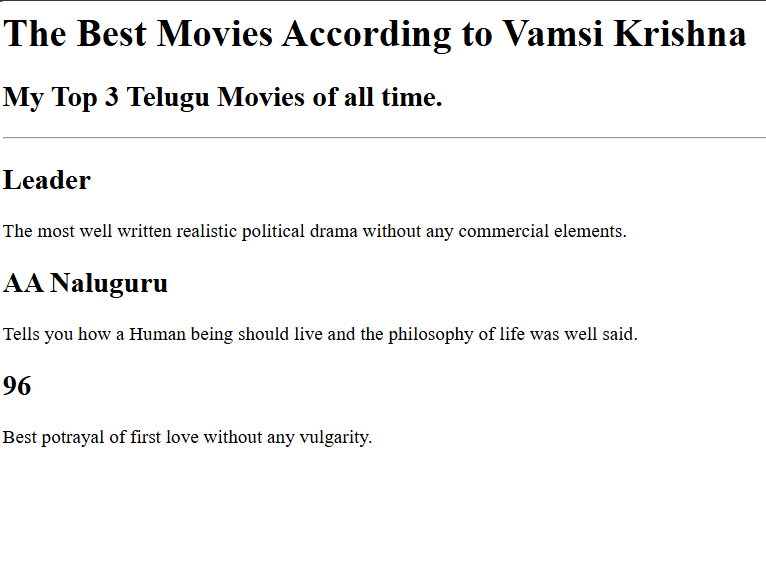 The Best Movies According to Vamsi Krishna
My Top 3 Telugu Movies of all time.
Leader
The most well written realistic political drama without any commercial elements.
AA Naluguru
Tells you how a Human being should live and the philosophy of life was well said.
96
Best potrayal of first love without any vulgarity.